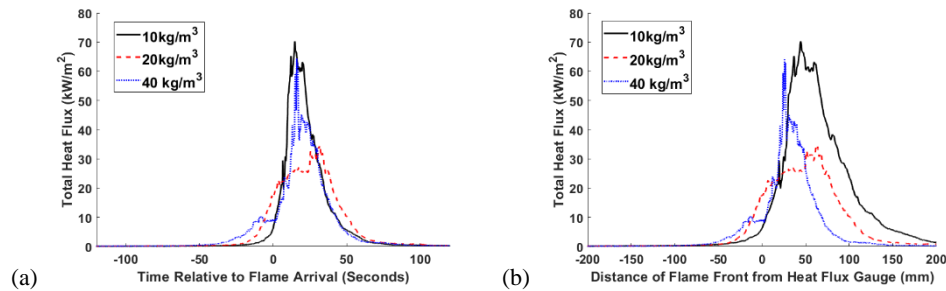 (a)
Total Heat Flux (kW/m²)
80
70
60
50
40
30
20
10
0
10kg/m³
20kg/m³
40 kg/m³
-100 -50 0 50 100
Time Relative to Flame Arrival (Seconds)
(b)
Total Heat Flux (kW/m²)
80
70
60
50
40
30
20
10
0
10kg/m³
20kg/m³
40 kg/m³
-200 -150 -100 -50 0 50 100 150 200
Distance of Flame Front from Heat Flux Gauge (mm)